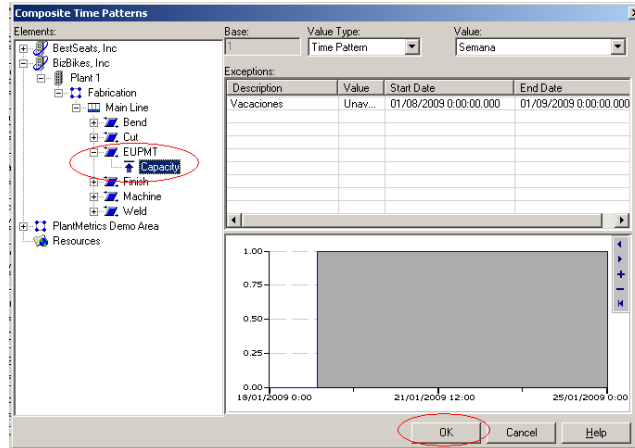 Composite Time Patterns
Elements:
BestSeats, Inc
BizBikes, Inc
Plant 1
Fabrication
Main Line
Bend
Cut
EUPMT
Capacity
Finish
Machine
Weld
PlantMetrics Demo Area
Resources
Base: Value Type: Value:
1 Time Pattern Semana
Exceptions:
Description Value Start Date End Date
Vacaciones Unav... 01/08/2009 0:00:00.000 01/09/2009 0:00:00.000
1.00
0.75
0.50
0.25
0.00
18/01/2009 0:00 21/01/2009 12:00 25/01/2009 0:00
OK Cancel Help